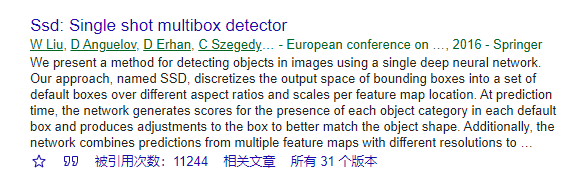 Ssd: Single shot multibox detector
W Liu, D Anguelov, D Erhan, C Szegedy… - European conference on …, 2016 - Springer
We present a method for detecting objects in images using a single deep neural network.
Our approach, named SSD, discretizes the output space of bounding boxes into a set of
default boxes over different aspect ratios and scales per feature map location. At prediction
time, the network generates scores for the presence of each object category in each default
box and produces adjustments to the box to better match the object shape. Additionally, the
network combines predictions from multiple feature maps with different resolutions to …
被引用次数：11244 相关文章 所有 31 个版本